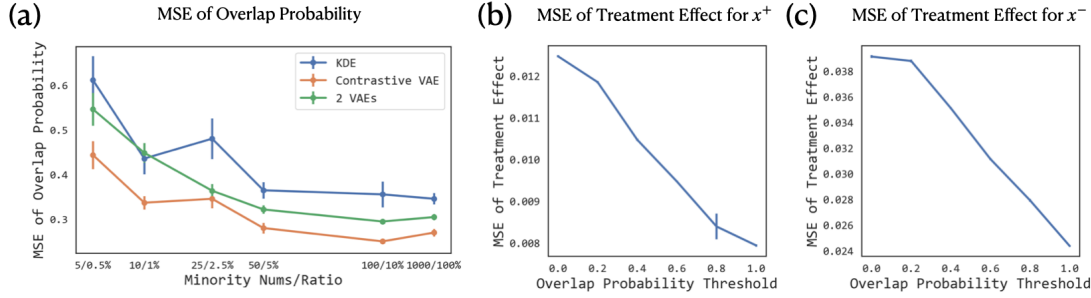 (a)
MSE of Overlap Probability
MSE of Overlap Probability
0.6
0.5
0.4
0.3
KDE
Contrastive VAE
2 VAEs
5/0.5% 10/1% 25/2.5% 50/5% 100/10% 1000/100%
Minority Nums/Ratio
(b)
MSE of Treatment Effect for x⁺
MSE of Treatment Effect
0.012
0.011
0.010
0.009
0.008
0.0 0.2 0.4 0.6 0.8 1.0
Overlap Probability Threshold
(c)
MSE of Treatment Effect for x⁻
MSE of Treatment Effect
0.038
0.036
0.034
0.032
0.030
0.028
0.026
0.024
0.0 0.2 0.4 0.6 0.8 1.0
Overlap Probability Threshold